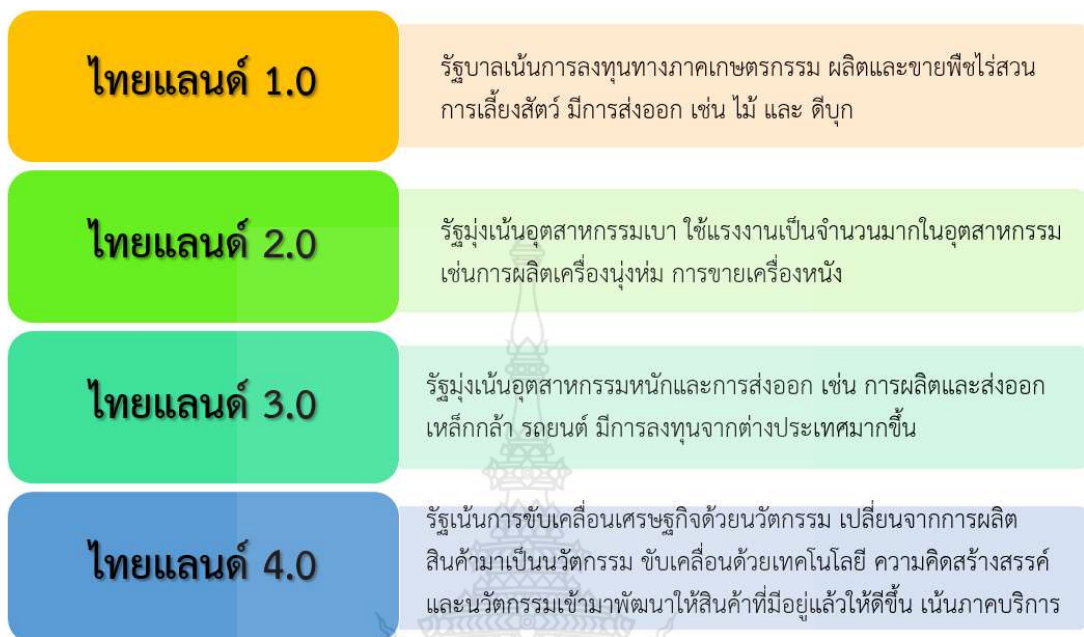 ไทยแลนด์ 1.0
รัฐบาลเน้นการลงทุนทางภาคเกษตรกรรม ผลิตและขายพืชไร่สวน
การเลี้ยงสัตว์ มีการส่งออก เช่น ไม้ และ ดีบุก
ไทยแลนด์ 2.0
รัฐมุ่งเน้นอุตสาหกรรมเบา ใช้แรงงานเป็นจำนวนมากในอุตสาหกรรม
เช่นการผลิตเครื่องนุ่งห่ม การขายเครื่องหนัง
ไทยแลนด์ 3.0
รัฐมุ่งเน้นอุตสาหกรรมหนักและการส่งออก เช่น การผลิตและส่งออก
เหล็กกล้า รถยนต์ มีการลงทุนจากต่างประเทศมากขึ้น
ไทยแลนด์ 4.0
รัฐเน้นการขับเคลื่อนเศรษฐกิจด้วยนวัตกรรม เปลี่ยนจากการผลิต
สินค้ามาเป็นนวัตกรรม ขับเคลื่อนด้วยเทคโนโลยี ความคิดสร้างสรรค์
และนวัตกรรมเข้ามาพัฒนาให้สินค้าที่มีอยู่แล้วให้ดีขึ้น เน้นภาคบริการ